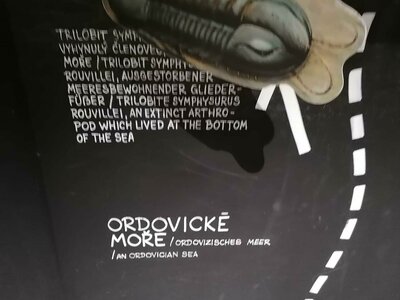 TRILOBIT SYMP
VYHYNULÝ ČLENOVEC,
MOŘE / TRILOBIT SYMPHYS
ROUVILLEI, AUSGESTORBENER
MEERESBEWOHNENDER GLIEDER-
FÜßER / TRILOBITE SYMPHYSURUS
ROUVILLEI, AN EXTINCT ARTHRO-
POD WHICH LIVED AT THE BOTTOM
OF THE SEA
ORDOVICKÉ
MOŘE / ORDOVIZISCHES MEER
/ AN ORDOVICIAN SEA